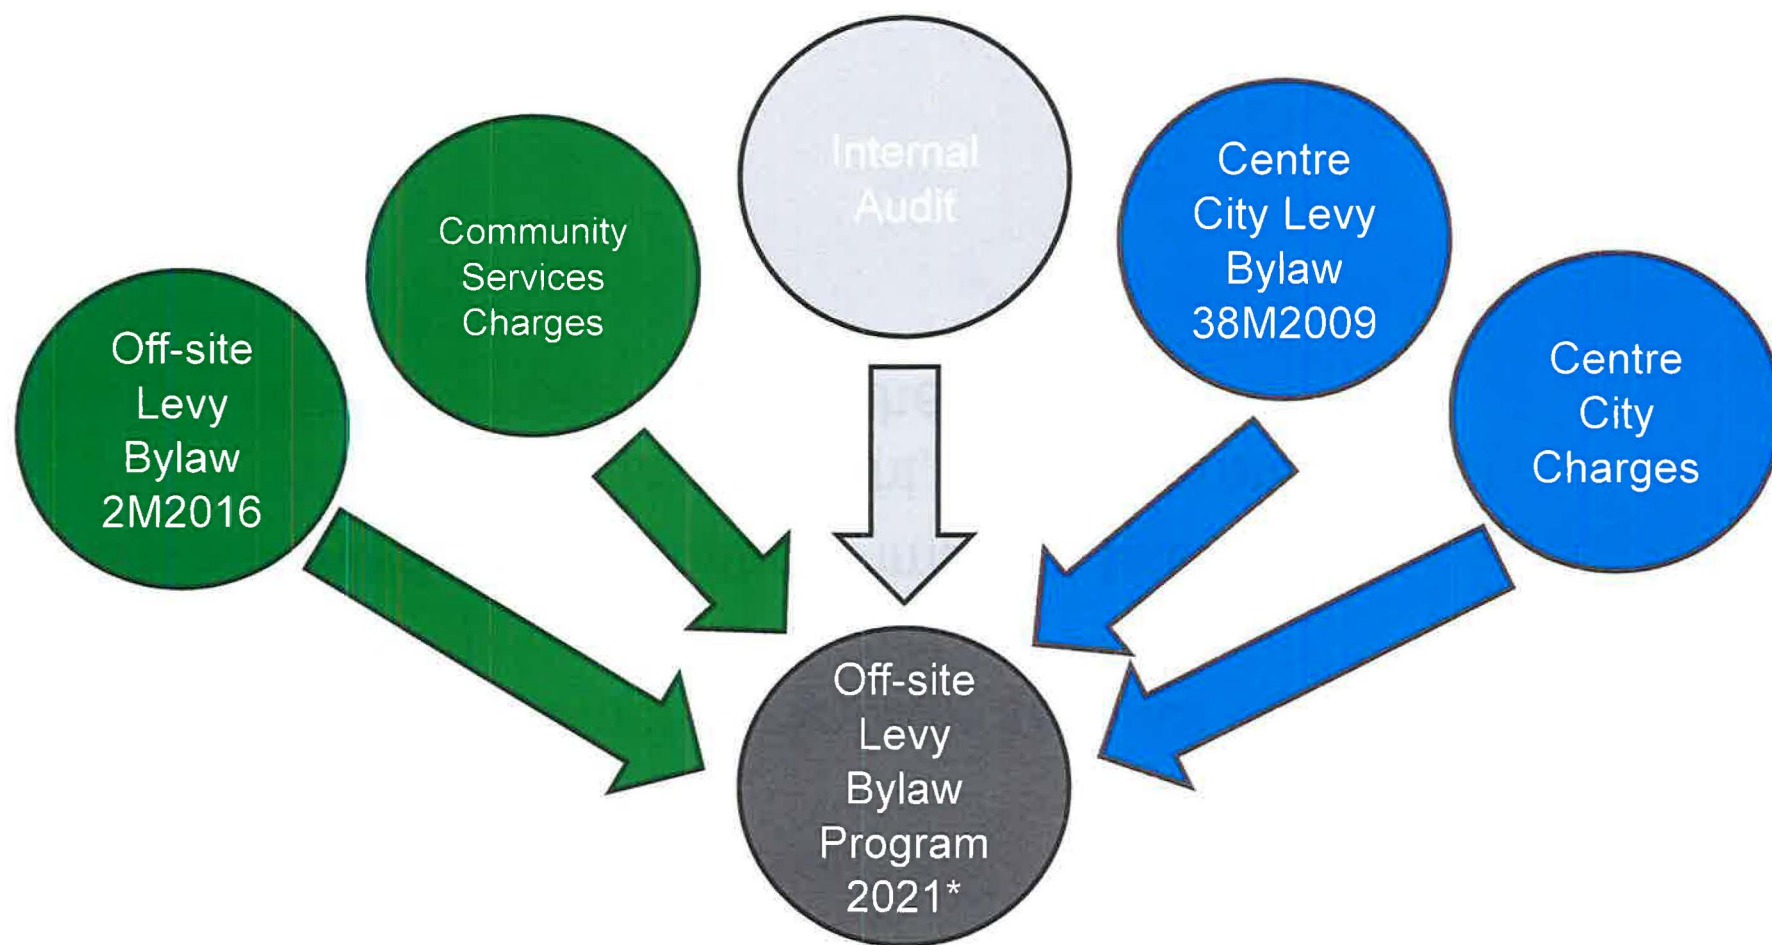 Off-site
Levy
Bylaw
2M2016
Community
Services
Charges
Internal
Audit
Centre
City Levy
Bylaw
38M2009
Centre
City
Charges
Off-site
Levy
Bylaw
Program
2021*